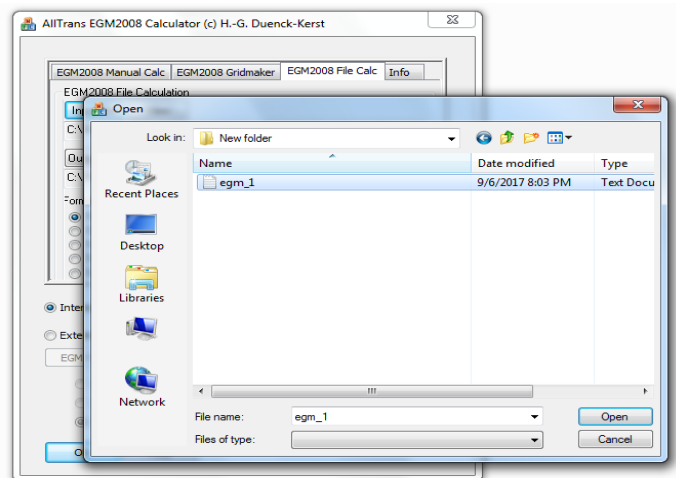 AllTrans EGM2008 Calculator (c) H.-G. Duenck-Kerst
EGM2008 Manual Calc EGM2008 Gridmaker EGM2008 File Calc Info
EGM2008 File Calculation
Open
Look in: New folder
Name Date modified Type
egm_1 9/6/2017 8:03 PM Text Docu
Recent Places
Desktop
Libraries
Network
File name: egm_1 Open
Files of type: Cancel
C:\
C:\
EGM